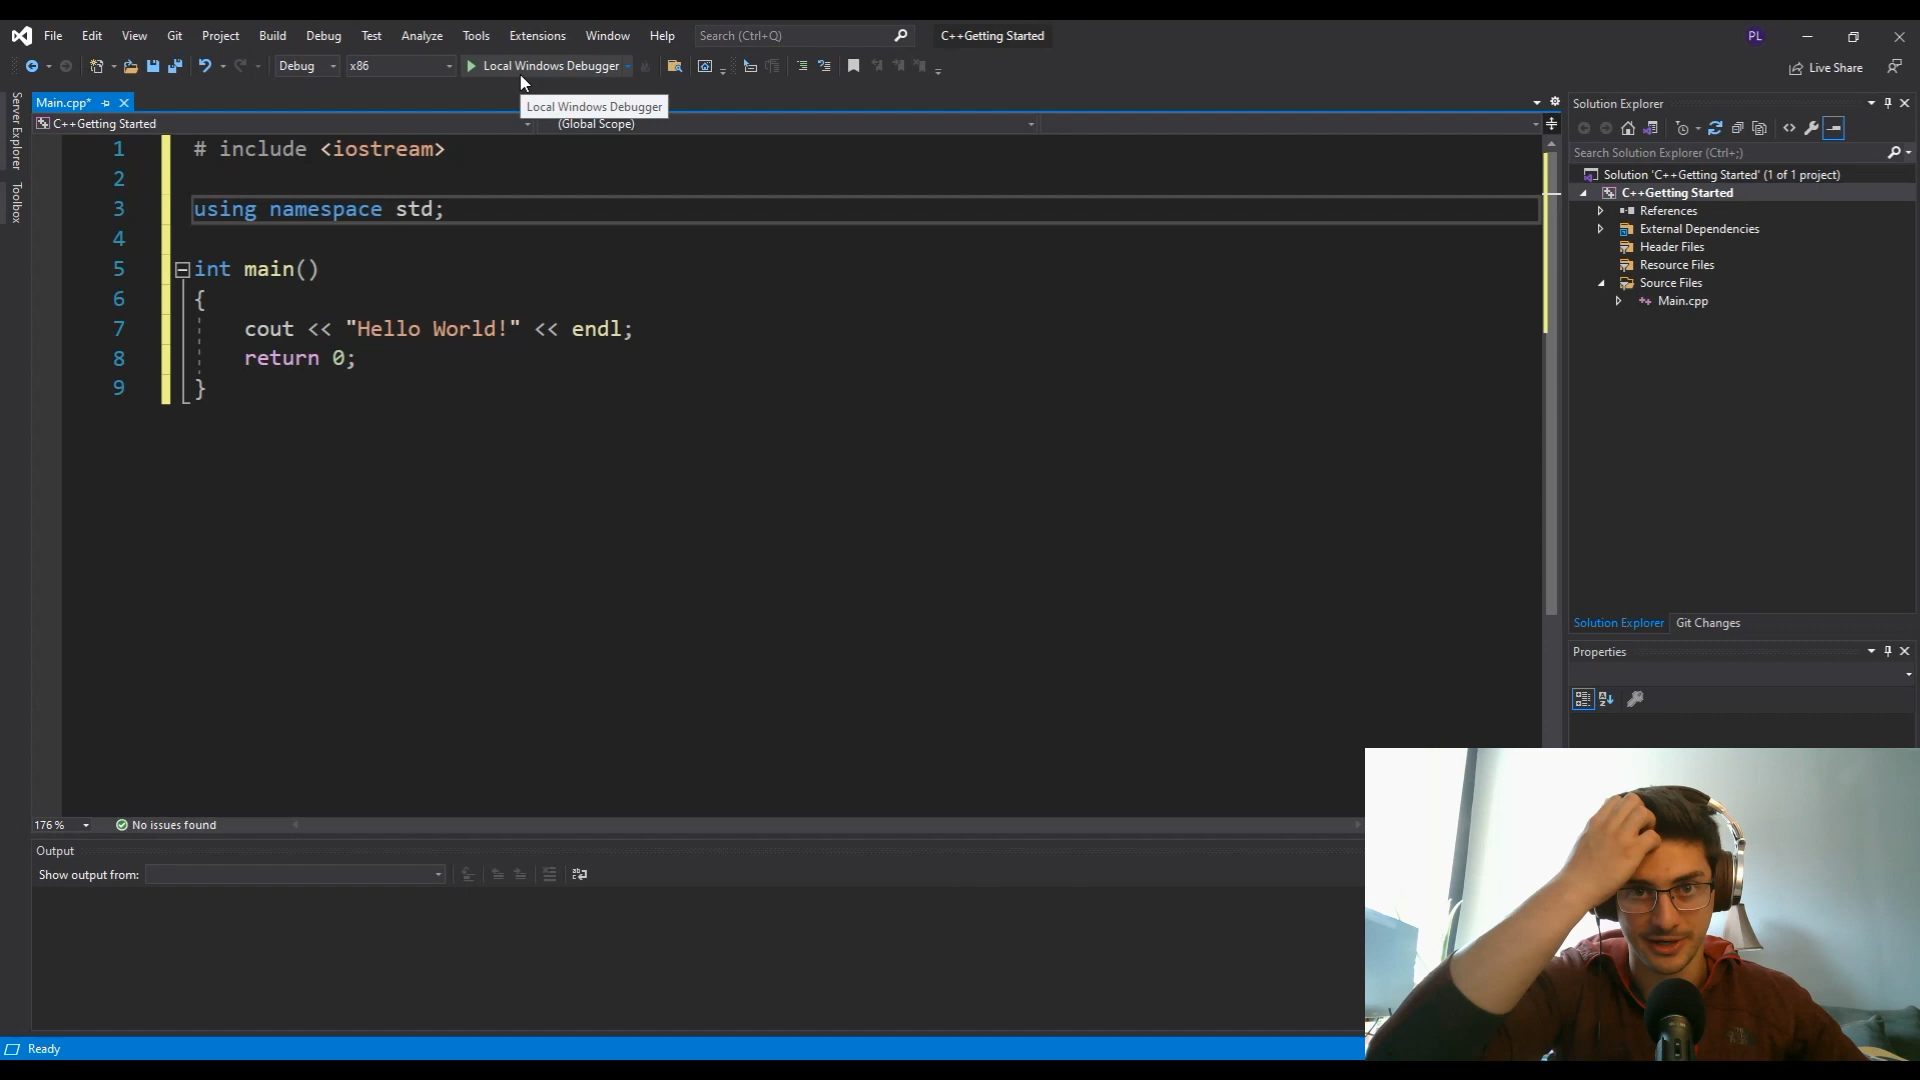 File Edit View Git Project Build Debug Test Analyze Tools Extensions Window Help Search (Ctrl+Q) C++Getting Started PL
Debug x86 Local Windows Debugger Live Share
Server Explorer
Toolbox
Main.cpp*
Local Windows Debugger
C++Getting Started (Global Scope)
1 # include <iostream>
2
3 using namespace std;
4
5 int main()
6 {
7 cout << "Hello World!" << endl;
8 return 0;
9 }
176 % No issues found
Output
Show output from:
Ready
Solution Explorer
Search Solution Explorer (Ctrl+;)
Solution 'C++Getting Started' (1 of 1 project)
C++Getting Started
References
External Dependencies
Header Files
Resource Files
Source Files
Main.cpp
Solution Explorer Git Changes
Properties